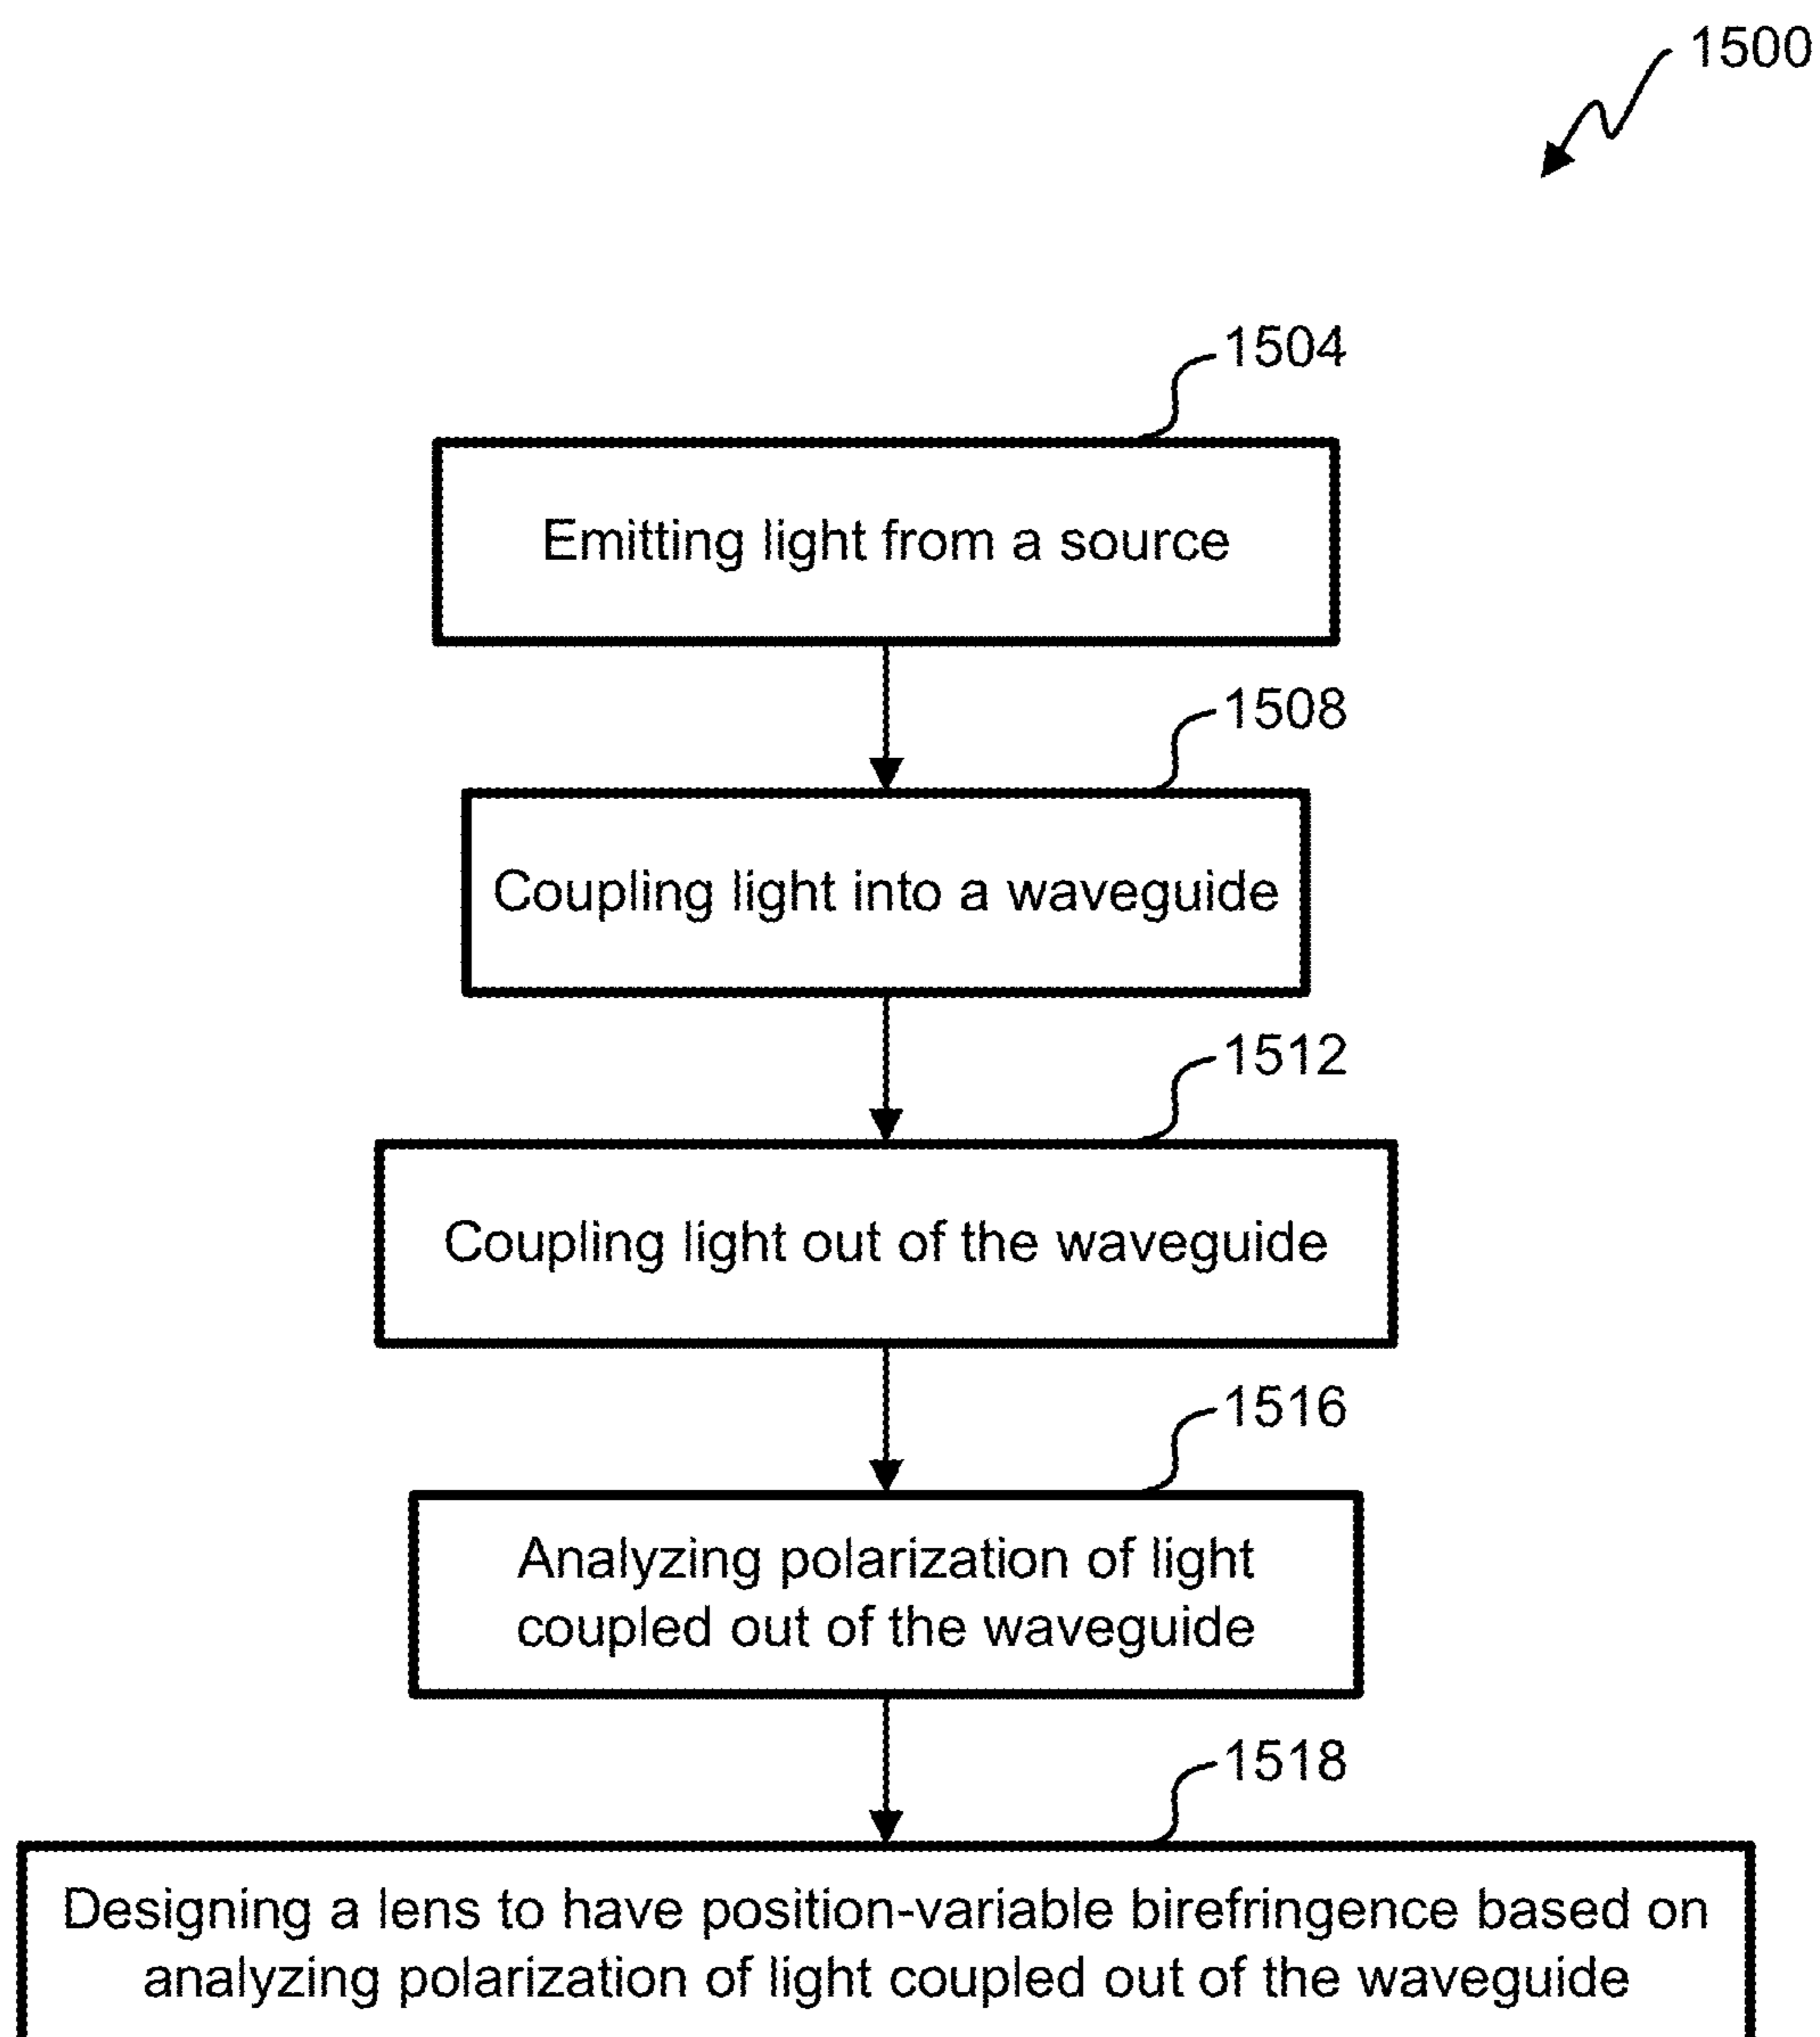 1500
1504
Emitting light from a source
1508
Coupling light into a waveguide
1512
Coupling light out of the waveguide
1516
Analyzing polarization of light
coupled out of the waveguide
1518
Designing a lens to have position-variable birefringence based on
analyzing polarization of light coupled out of the waveguide